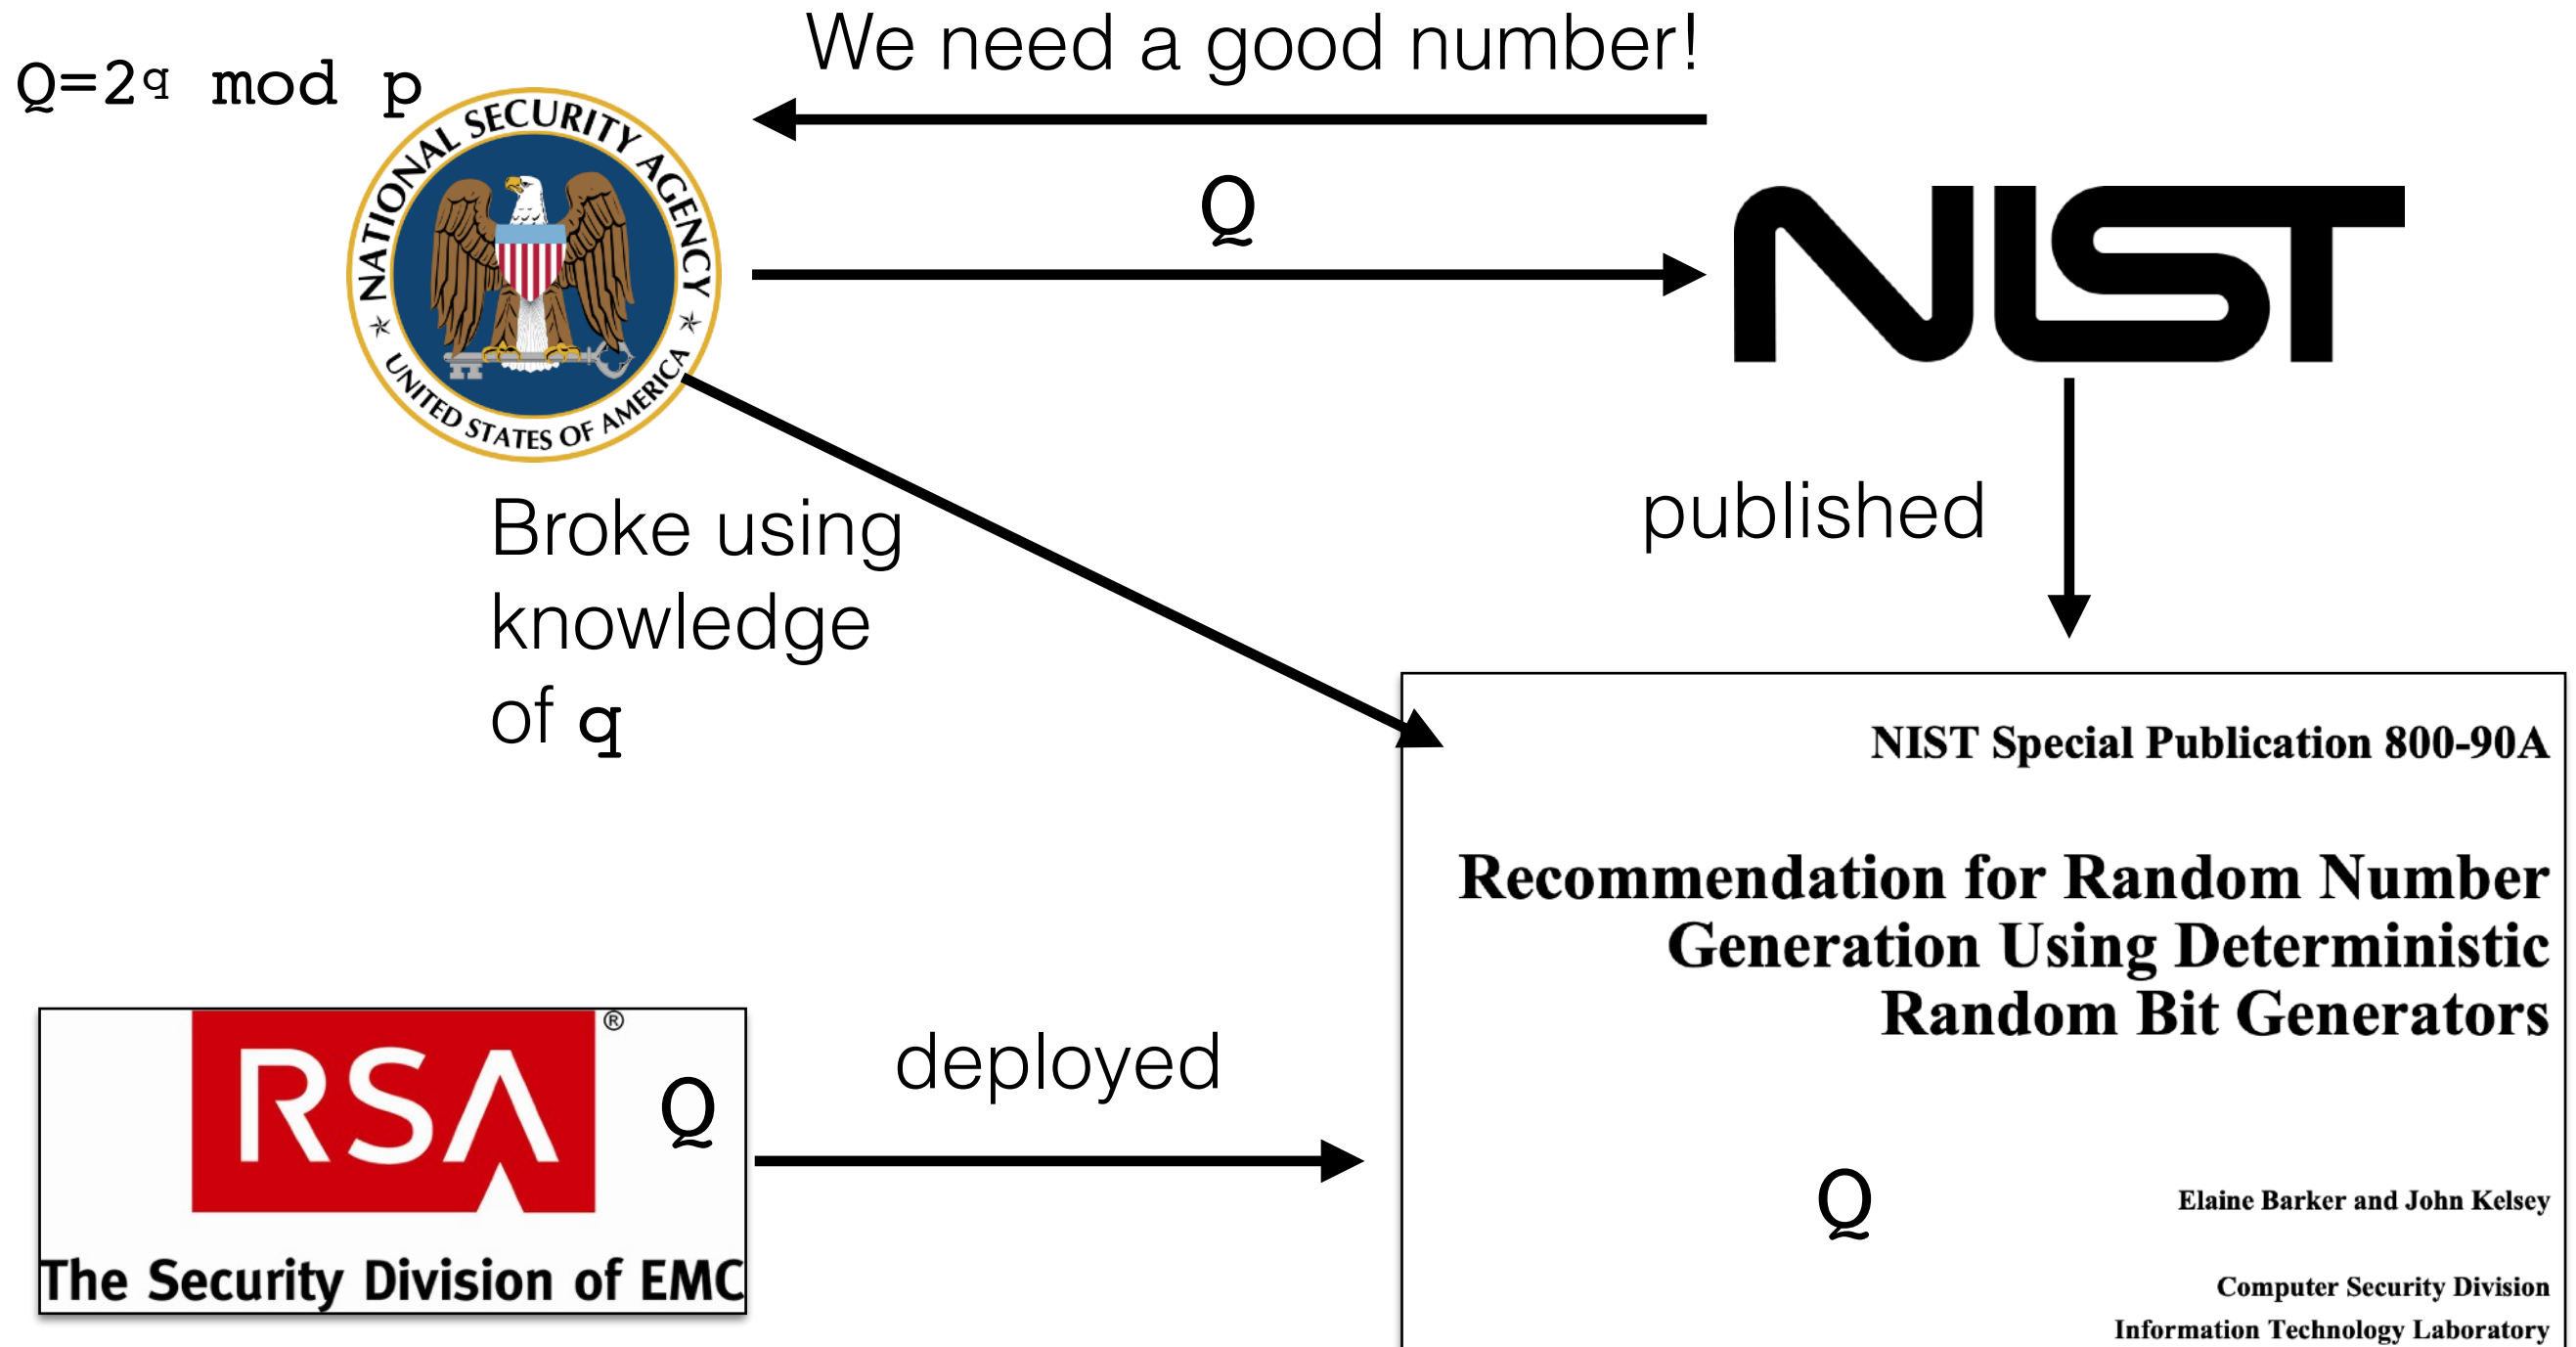 We need a good number!
Q=2q mod p
NATIONAL SECURITY AGENCY
UNITED STATES OF AMERICA
Q
NIST
Broke using
knowledge
of q
published
NIST Special Publication 800-90A
Recommendation for Random Number
Generation Using Deterministic
Random Bit Generators
RSA®
Q
The Security Division of EMC
deployed
Q
Elaine Barker and John Kelsey
Computer Security Division
Information Technology Laboratory